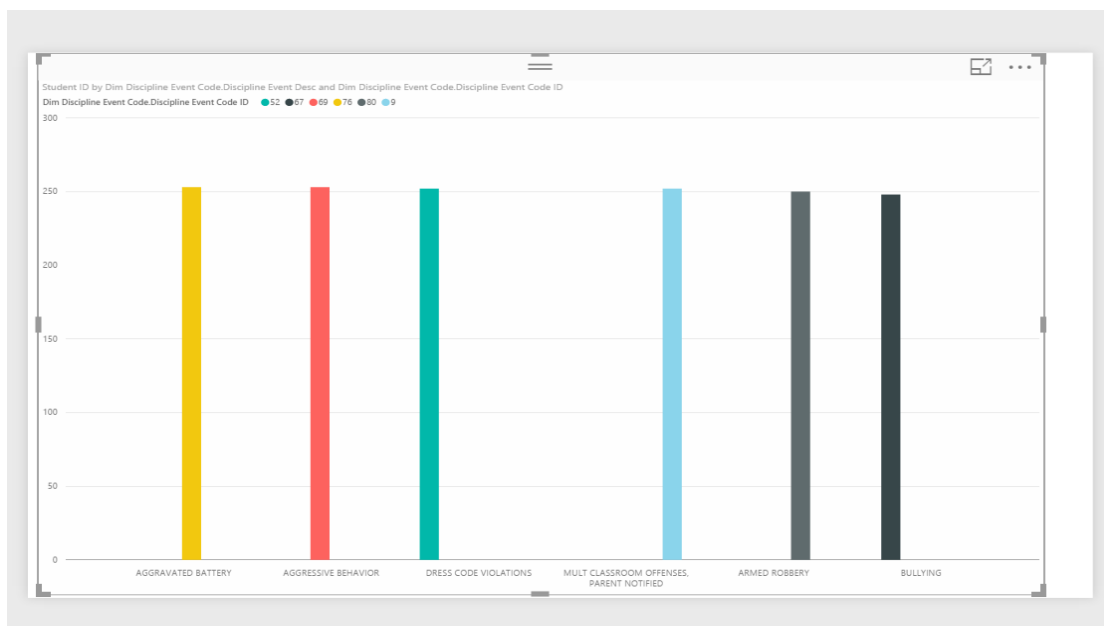 Student ID by Dim Discipline Event Code.Discipline Event Desc and Dim Discipline Event Code.Discipline Event Code ID
Dim Discipline Event Code.Discipline Event Code ID 52 67 69 76 80 9
300
250
200
150
100
50
0
AGGRAVATED BATTERY AGGRESSIVE BEHAVIOR DRESS CODE VIOLATIONS MULT CLASSROOM OFFENSES, ARMED ROBBERY BULLYING
PARENT NOTIFIED